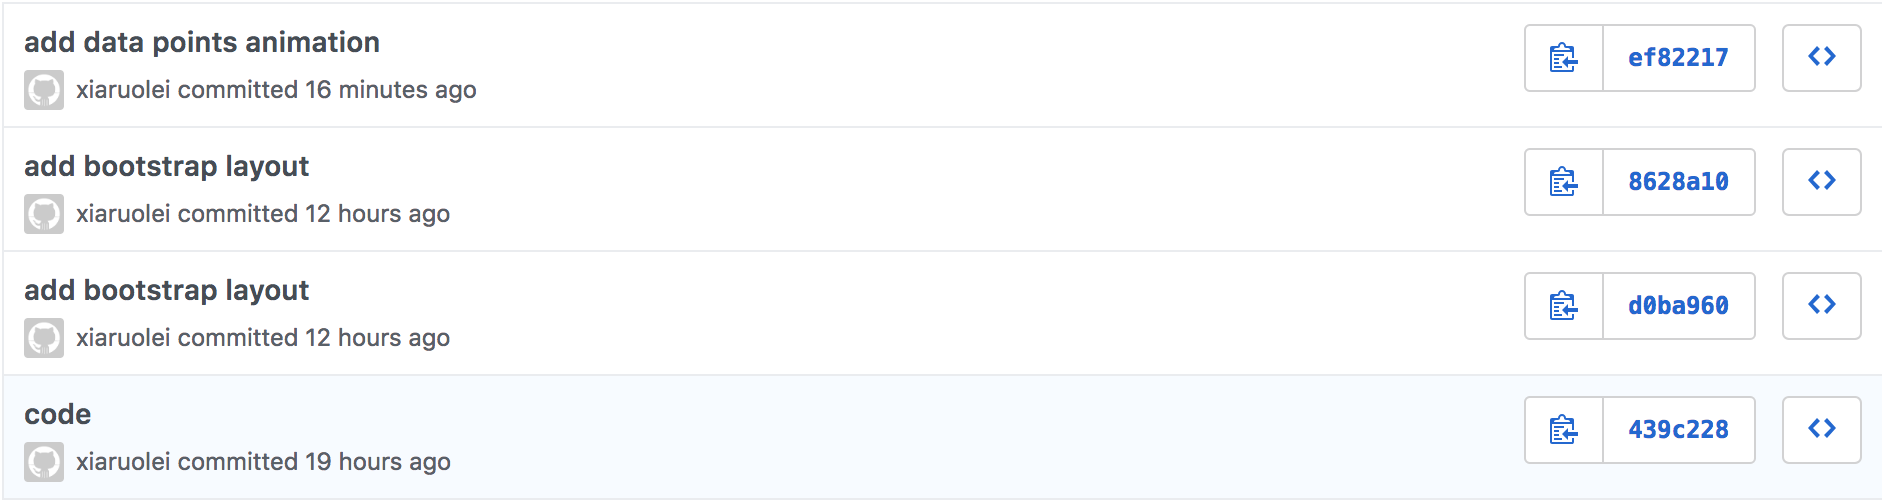 add data points animation
xiaruolei committed 16 minutes ago
ef82217
add bootstrap layout
xiaruolei committed 12 hours ago
8628a10
add bootstrap layout
xiaruolei committed 12 hours ago
d0ba960
code
xiaruolei committed 19 hours ago
439c228